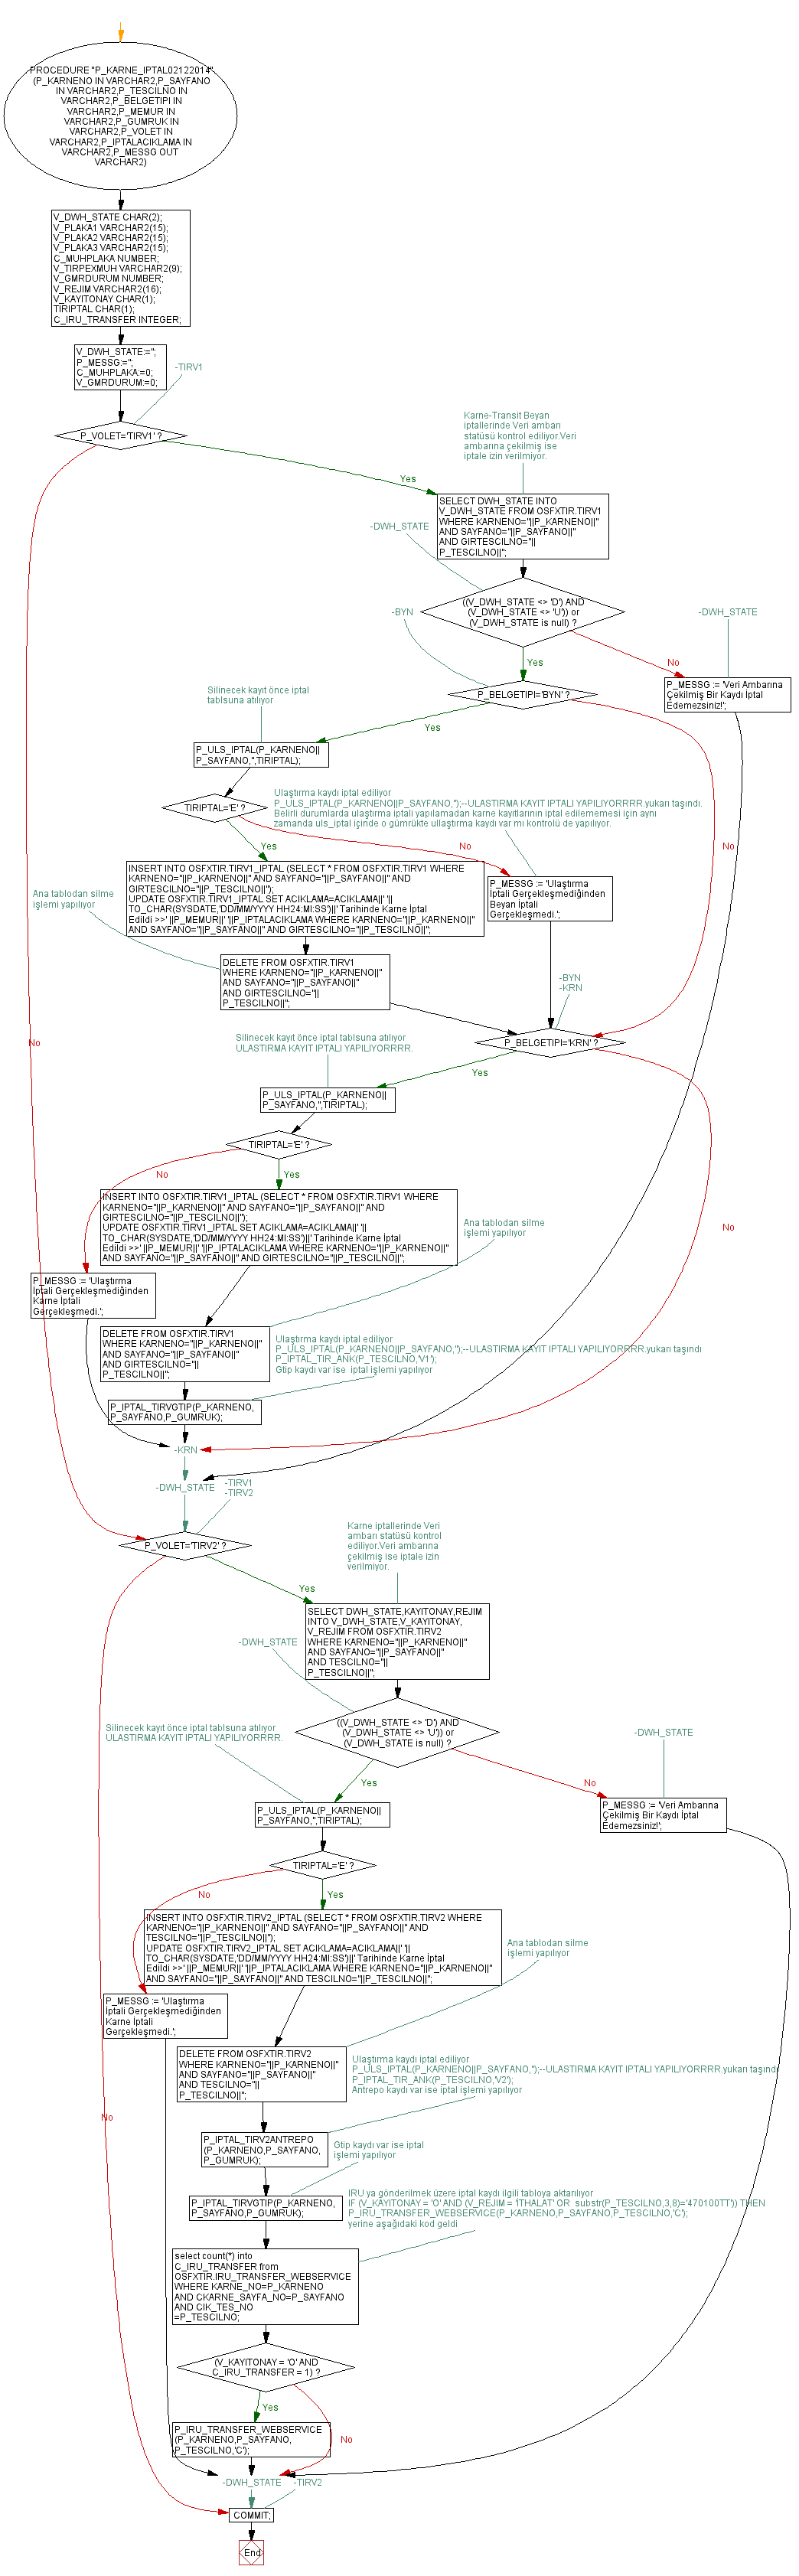 PROCEDURE "P_KARNE_IPTAL02122014"
(P_KARNENO IN VARCHAR2,P_SAYFANO
IN VARCHAR2,P_TESCILNO IN
VARCHAR2,P_BELGETIPI IN
VARCHAR2,P_MEMUR IN
VARCHAR2,P_GUMRUK IN
VARCHAR2,P_VOLET IN
VARCHAR2,P_IPTALACIKLAMA IN
VARCHAR2,P_MESSG OUT
VARCHAR2)
V_DWH_STATE CHAR(2);
V_PLAKA1 VARCHAR2(15);
V_PLAKA2 VARCHAR2(15);
V_PLAKA3 VARCHAR2(15);
C_MUHPLAKA NUMBER;
V_TIRPEXMUH VARCHAR2(9);
V_GMRDURUM NUMBER;
V_REJIM VARCHAR2(16);
V_KAYITONAY CHAR(1);
TIRIPTAL CHAR(1);
C_IRU_TRANSFER INTEGER;
V_DWH_STATE:='';
P_MESSG:='';
C_MUHPLAKA:=0;
V_GMRDURUM:=0;
-TIRV1
P_VOLET='TIRV1' ?
Karne-Transit Beyan
iptallerinde Veri ambarı
statüsü kontrol ediliyor.Veri
ambarına çekilmiş ise
iptale izin verilmiyor.
Yes
SELECT DWH_STATE INTO
V_DWH_STATE FROM OSFXTIR.TIRV1
WHERE KARNENO=''||P_KARNENO||''
AND SAYFANO=''||P_SAYFANO||''
AND GIRTESCILNO=''||
P_TESCILNO||'';
-DWH_STATE
((V_DWH_STATE <> 'D') AND
(V_DWH_STATE <> 'U')) or
(V_DWH_STATE is null) ?
-BYN
-DWH_STATE
Yes
No
P_MESSG := 'Veri Ambarına
Çekilmiş Bir Kaydı İptal
Edemezsiniz!';
P_BELGETIPI='BYN' ?
Silinecek kayıt önce iptal
tablsuna atılıyor
Yes
P_ULS_IPTAL(P_KARNENO||
P_SAYFANO,'',TIRIPTAL);
TIRIPTAL='E' ?
Ulaştırma kaydı iptal ediliyor
P_ULS_IPTAL(P_KARNENO||P_SAYFANO,'');--ULASTIRMA KAYIT IPTALI YAPILIYORRRR.yukarı taşındı.
Belirli durumlarda ulaştırma iptali yapıladan karne kayıtlarının iptal edilememesi için aynı
zamanda uls_iptal içinde o gümrükte ullaştırma kaydı var mı kontrolü de yapılıyor.
Yes
No
No
INSERT INTO OSFXTIR.TIRV1_IPTAL (SELECT * FROM OSFXTIR.TIRV1 WHERE
KARNENO=''||P_KARNENO||'' AND SAYFANO=''||P_SAYFANO||'' AND
GIRTESCILNO=''||P_TESCILNO||'');
UPDATE OSFXTIR.TIRV1_IPTAL SET ACIKLAMA=ACIKLAMA||' '||
TO_CHAR(SYSDATE,'DD/MM/YYYY HH24:MI:SS')||' Tarihinde Karne İptal
Edildi >>' ||P_MEMUR||' '||P_IPTALACIKLAMA WHERE KARNENO=''||P_KARNENO||''
AND SAYFANO=''||P_SAYFANO||'' AND GIRTESCILNO=''||P_TESCILNO||'';
P_MESSG := 'Ulaştırma
İptali Gerçekleşmediğinden
Beyan İptali
Gerçekleşmedi.';
Ana tablodan silme
işlemi yapılıyor
DELETE FROM OSFXTIR.TIRV1
WHERE KARNENO=''||P_KARNENO||''
AND SAYFANO=''||P_SAYFANO||''
AND GIRTESCILNO=''||
P_TESCILNO||'';
-BYN
-KRN
No
Silinecek kayıt önce iptal tablsuna atılıyor
ULASTIRMA KAYIT IPTALI YAPILIYORRRR.
P_BELGETIPI='KRN' ?
Yes
P_ULS_IPTAL(P_KARNENO||
P_SAYFANO,'',TIRIPTAL);
TIRIPTAL='E' ?
No
Yes
INSERT INTO OSFXTIR.TIRV1_IPTAL (SELECT * FROM OSFXTIR.TIRV1 WHERE
KARNENO=''||P_KARNENO||'' AND SAYFANO=''||P_SAYFANO||'' AND
GIRTESCILNO=''||P_TESCILNO||'');
UPDATE OSFXTIR.TIRV1_IPTAL SET ACIKLAMA=ACIKLAMA||' '||
TO_CHAR(SYSDATE,'DD/MM/YYYY HH24:MI:SS')||' Tarihinde Karne İptal
Edildi >>' ||P_MEMUR||' '||P_IPTALACIKLAMA WHERE KARNENO=''||P_KARNENO||''
AND SAYFANO=''||P_SAYFANO||'' AND GIRTESCILNO=''||P_TESCILNO||'';
Ana tablodan silme
işlemi yapılıyor
No
P_MESSG := 'Ulaştırma
İptali Gerçekleşmediğinden
Karne İptali
Gerçekleşmedi.';
DELETE FROM OSFXTIR.TIRV1
WHERE KARNENO=''||P_KARNENO||''
AND SAYFANO=''||P_SAYFANO||''
AND GIRTESCILNO=''||
P_TESCILNO||'';
Ulaştırma kaydı iptal ediliyor
P_ULS_IPTAL(P_KARNENO||P_SAYFANO,'');--ULASTIRMA KAYIT IPTALI YAPILIYORRRR.yukarı taşındı
P_IPTAL_TIR_ANK(P_TESCILNO,'V1');
Gtip kaydı var ise  iptal işlemi yapılıyor
P_IPTAL_TIRVGTIP(P_KARNENO,
P_SAYFANO,P_GUMRUK);
-KRN
-DWH_STATE
-TIRV1
-TIRV2
P_VOLET='TIRV2' ?
Karne iptallerinde Veri
ambarı statüsü kontrol
ediliyor.Veri ambarına
çekilmiş ise iptale izin
verilmiyor.
Yes
SELECT DWH_STATE,KAYITONAY,REJIM
INTO V_DWH_STATE,V_KAYITONAY,
V_REJIM FROM OSFXTIR.TIRV2
WHERE KARNENO=''||P_KARNENO||''
AND SAYFANO=''||P_SAYFANO||''
AND TESCILNO=''||
P_TESCILNO||'';
-DWH_STATE
((V_DWH_STATE <> 'D') AND
(V_DWH_STATE <> 'U')) or
(V_DWH_STATE is null) ?
Silinecek kayıt önce iptal tablsuna atılıyor
ULASTIRMA KAYIT IPTALI YAPILIYORRRR.
-DWH_STATE
Yes
No
P_ULS_IPTAL(P_KARNENO||
P_SAYFANO,'',TIRIPTAL);
P_MESSG := 'Veri Ambarına
Çekilmiş Bir Kaydı İptal
Edemezsiniz!';
TIRIPTAL='E' ?
No
Yes
INSERT INTO OSFXTIR.TIRV2_IPTAL (SELECT * FROM OSFXTIR.TIRV2 WHERE
KARNENO=''||P_KARNENO||'' AND SAYFANO=''||P_SAYFANO||'' AND
TESCILNO=''||P_TESCILNO||'');
UPDATE OSFXTIR.TIRV2_IPTAL SET ACIKLAMA=ACIKLAMA||' '||
TO_CHAR(SYSDATE,'DD/MM/YYYY HH24:MI:SS')||' Tarihinde Karne İptal
Edildi >>' ||P_MEMUR||' '||P_IPTALACIKLAMA WHERE KARNENO=''||P_KARNENO||''
AND SAYFANO=''||P_SAYFANO||'' AND TESCILNO=''||P_TESCILNO||'';
Ana tablodan silme
işlemi yapılıyor
P_MESSG := 'Ulaştırma
İptali Gerçekleşmediğinden
Karne İptali
Gerçekleşmedi.';
DELETE FROM OSFXTIR.TIRV2
WHERE KARNENO=''||P_KARNENO||''
AND SAYFANO=''||P_SAYFANO||''
AND TESCILNO=''||
P_TESCILNO||'';
Ulaştırma kaydı iptal ediliyor
P_ULS_IPTAL(P_KARNENO||P_SAYFANO,'');--ULASTIRMA KAYIT IPTALI YAPILIYORRRR.yukarı taşındı
P_IPTAL_TIR_ANK(P_TESCILNO,'V2');
Antrepo kaydı var ise iptal işlemi yapılıyor
No
P_IPTAL_TIRV2ANTREPO
(P_KARNENO,P_SAYFANO,
P_GUMRUK);
Gtip kaydı var ise iptal
işlemi yapılıyor
P_IPTAL_TIRVGTIP(P_KARNENO,
P_SAYFANO,P_GUMRUK);
IRU ya gönderilmek üzere iptal kaydı ilgili tabloya aktarılıyor
IF (V_KAYITONAY = 'O' AND (V_REJIM = 'ITHALAT' OR  substr(P_TESCILNO,3,8)='470100TT')) THEN
P_IRU_TRANSFER_WEBSERVICE(P_KARNENO,P_SAYFANO,P_TESCILNO,'C');
yerine aşağıdaki kod geldi
select count(*) into
C_IRU_TRANSFER from
OSFXTIR.IRU_TRANSFER_WEBSERVICE
WHERE KARNE_NO=P_KARNENO
AND CKARNE_SAYFA_NO=P_SAYFANO
AND CIK_TES_NO
=P_TESCILNO;
(V_KAYITONAY = 'O' AND
C_IRU_TRANSFER = 1) ?
Yes
No
P_IRU_TRANSFER_WEBSERVICE
(P_KARNENO,P_SAYFANO,
P_TESCILNO,'C');
-DWH_STATE
-TIRV2
COMMIT;
End